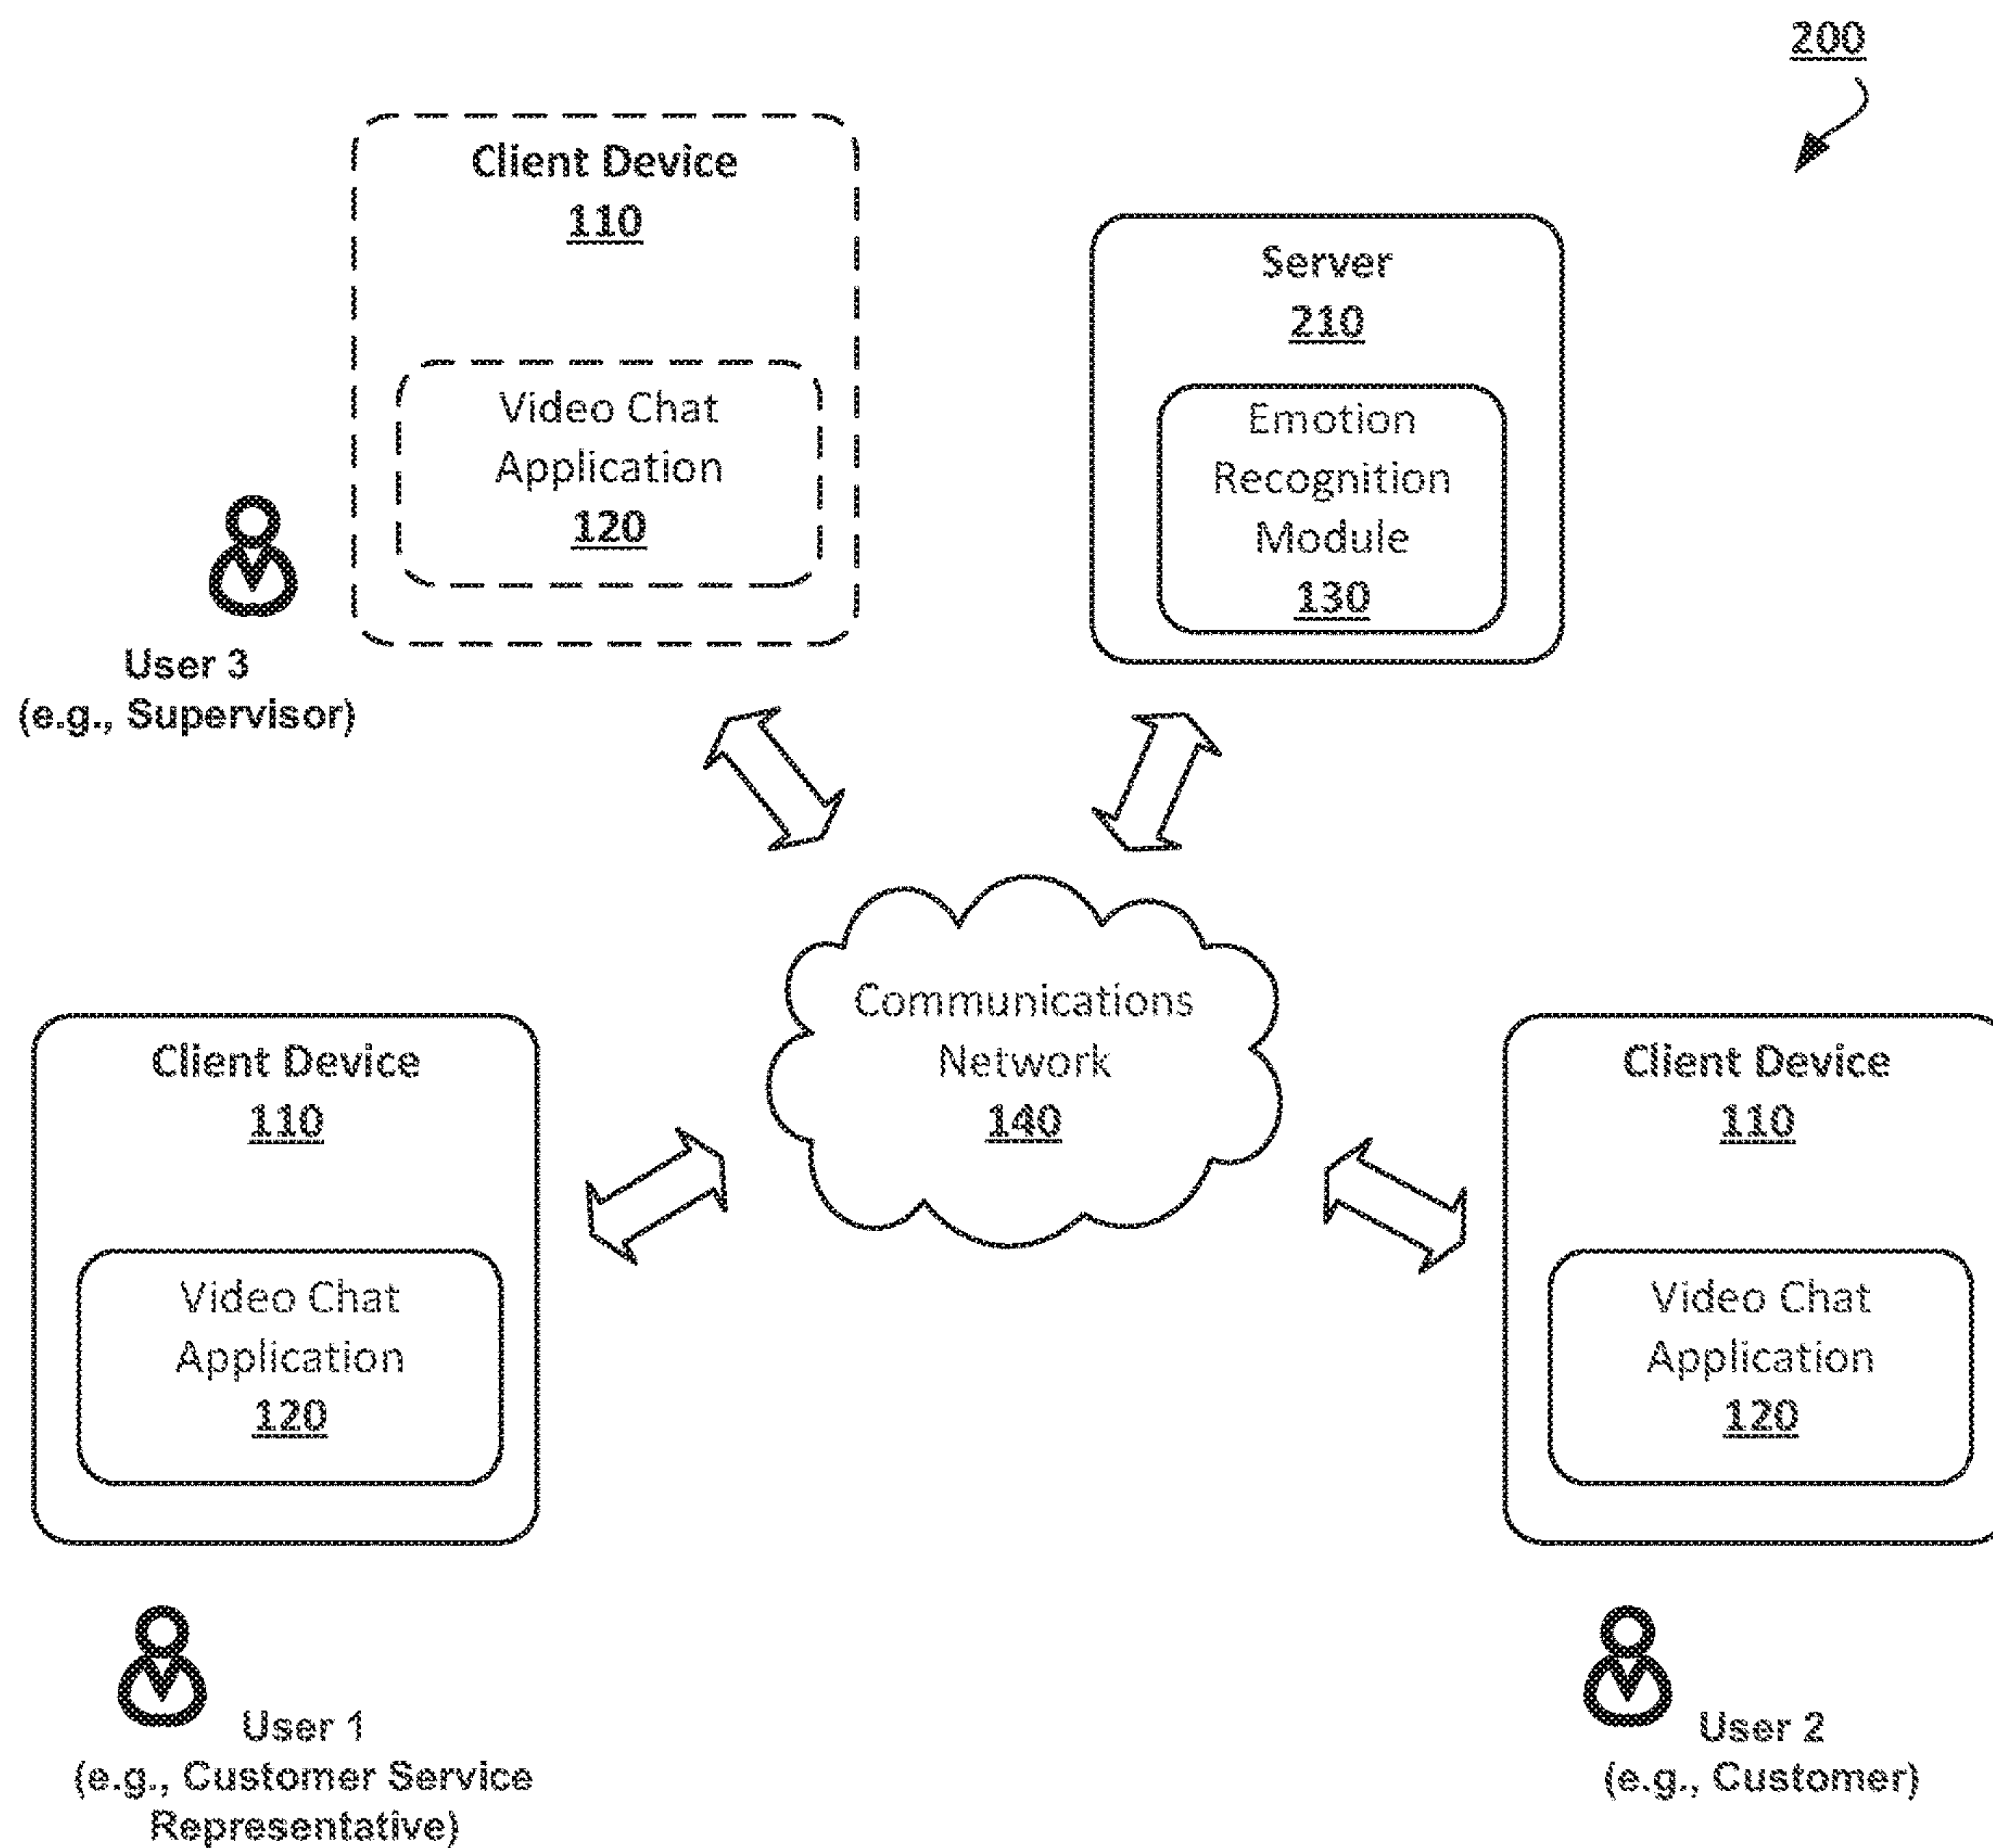 200
Client Device
110
Video Chat
Application
120
User 3
(e.g., Supervisor)
Server
210
Emotion
Recognition
Module
130
Communications
Network
140
Client Device
110
Video Chat
Application
120
User 1
(e.g., Customer Service
Representative)
Client Device
110
Video Chat
Application
120
User 2
(e.g., Customer)